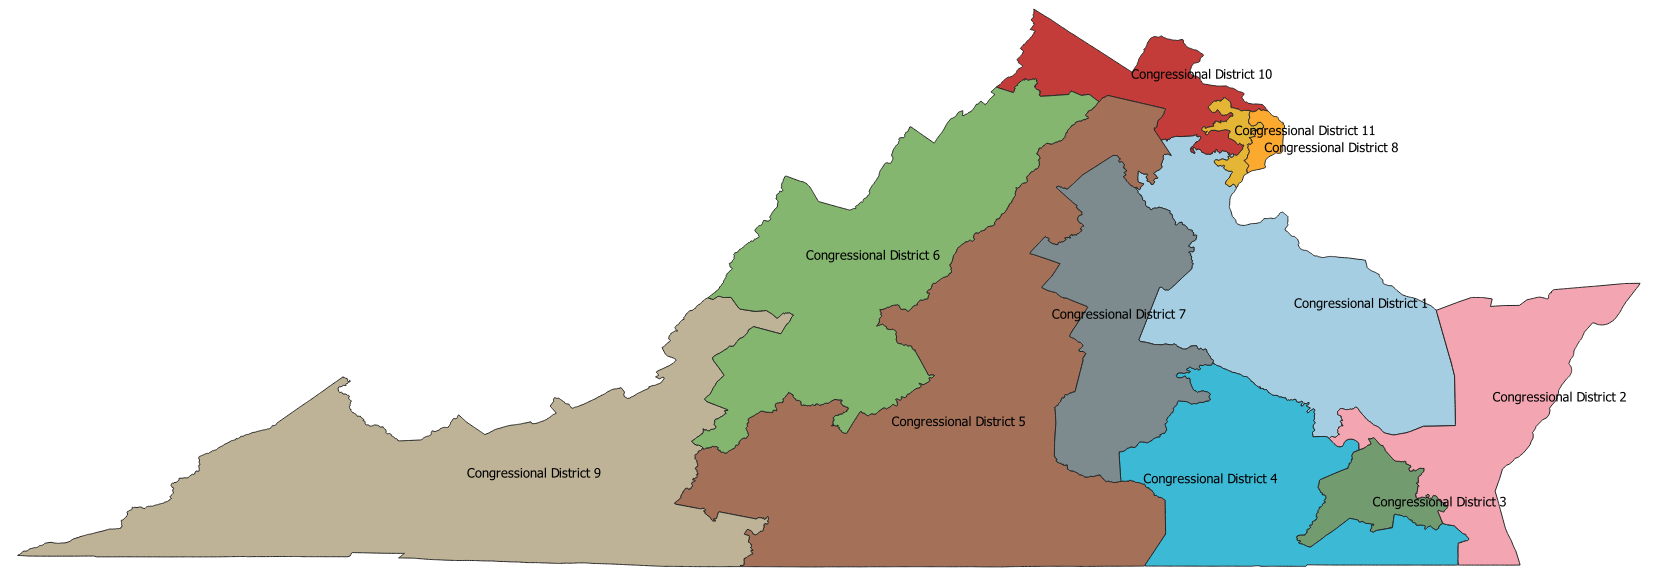 Congressional District 10
Congressional District 11
Congressional District 8
Congressional District 6
Congressional District 1
Congressional District 7
Congressional District 2
Congressional District 5
Congressional District 9
Congressional District 4
Congressional District 3